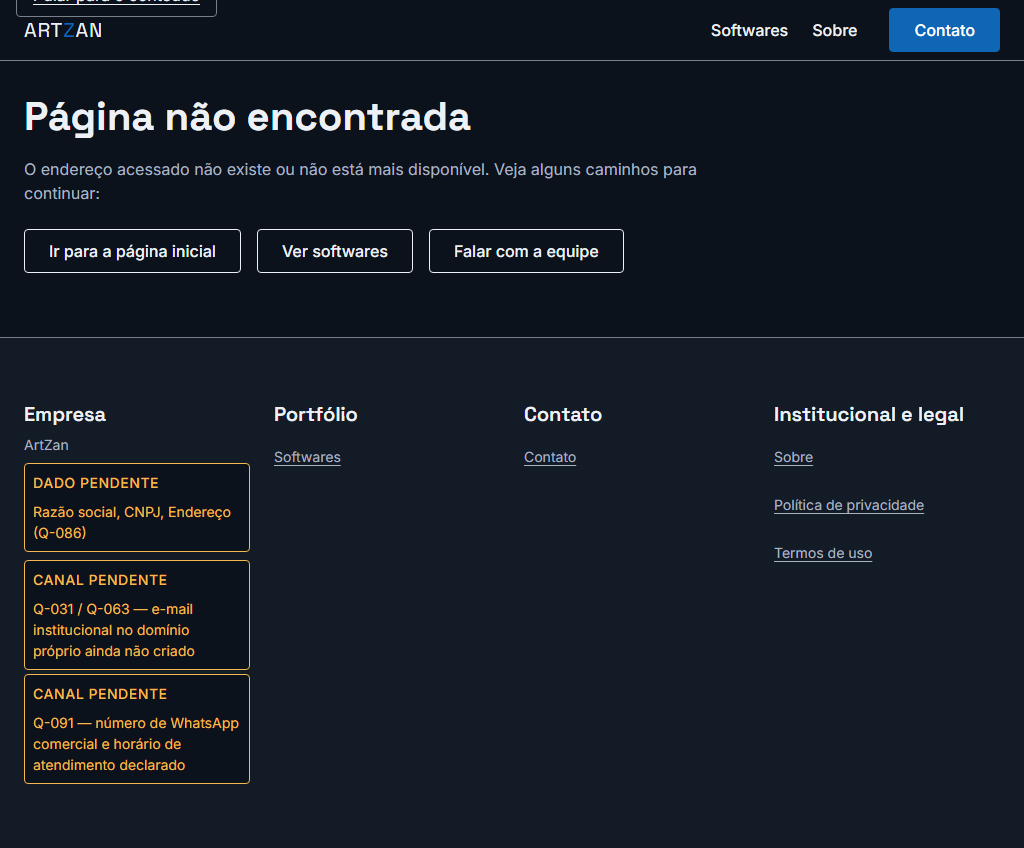 ARTZAN
Softwares
Sobre
Contato
Página não encontrada
O endereço acessado não existe ou não está mais disponível. Veja alguns caminhos para
continuar:
Ir para a página inicial
Ver softwares
Falar com a equipe
Empresa
ArtZan
DADO PENDENTE
Razão social, CNPJ, Endereço
(Q-086)
CANAL PENDENTE
Q-031 / Q-063 — e-mail
institucional no domínio
próprio ainda não criado
CANAL PENDENTE
Q-091 — número de WhatsApp
comercial e horário de
atendimento declarado
Portfólio
Softwares
Contato
Contato
Institucional e legal
Sobre
Política de privacidade
Termos de uso